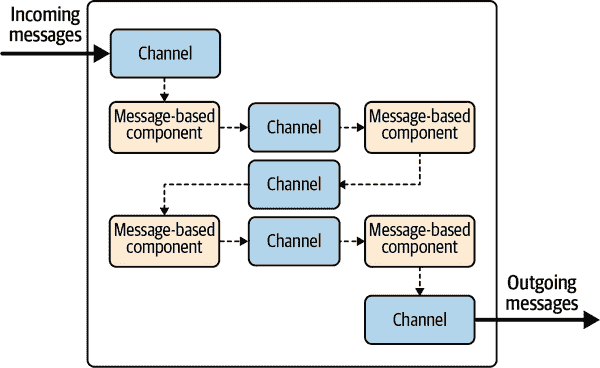 Incoming
messages
Channel
Message-based
component
Channel
Message-based
component
Channel
Message-based
component
Channel
Message-based
component
Outgoing
messages
Channel